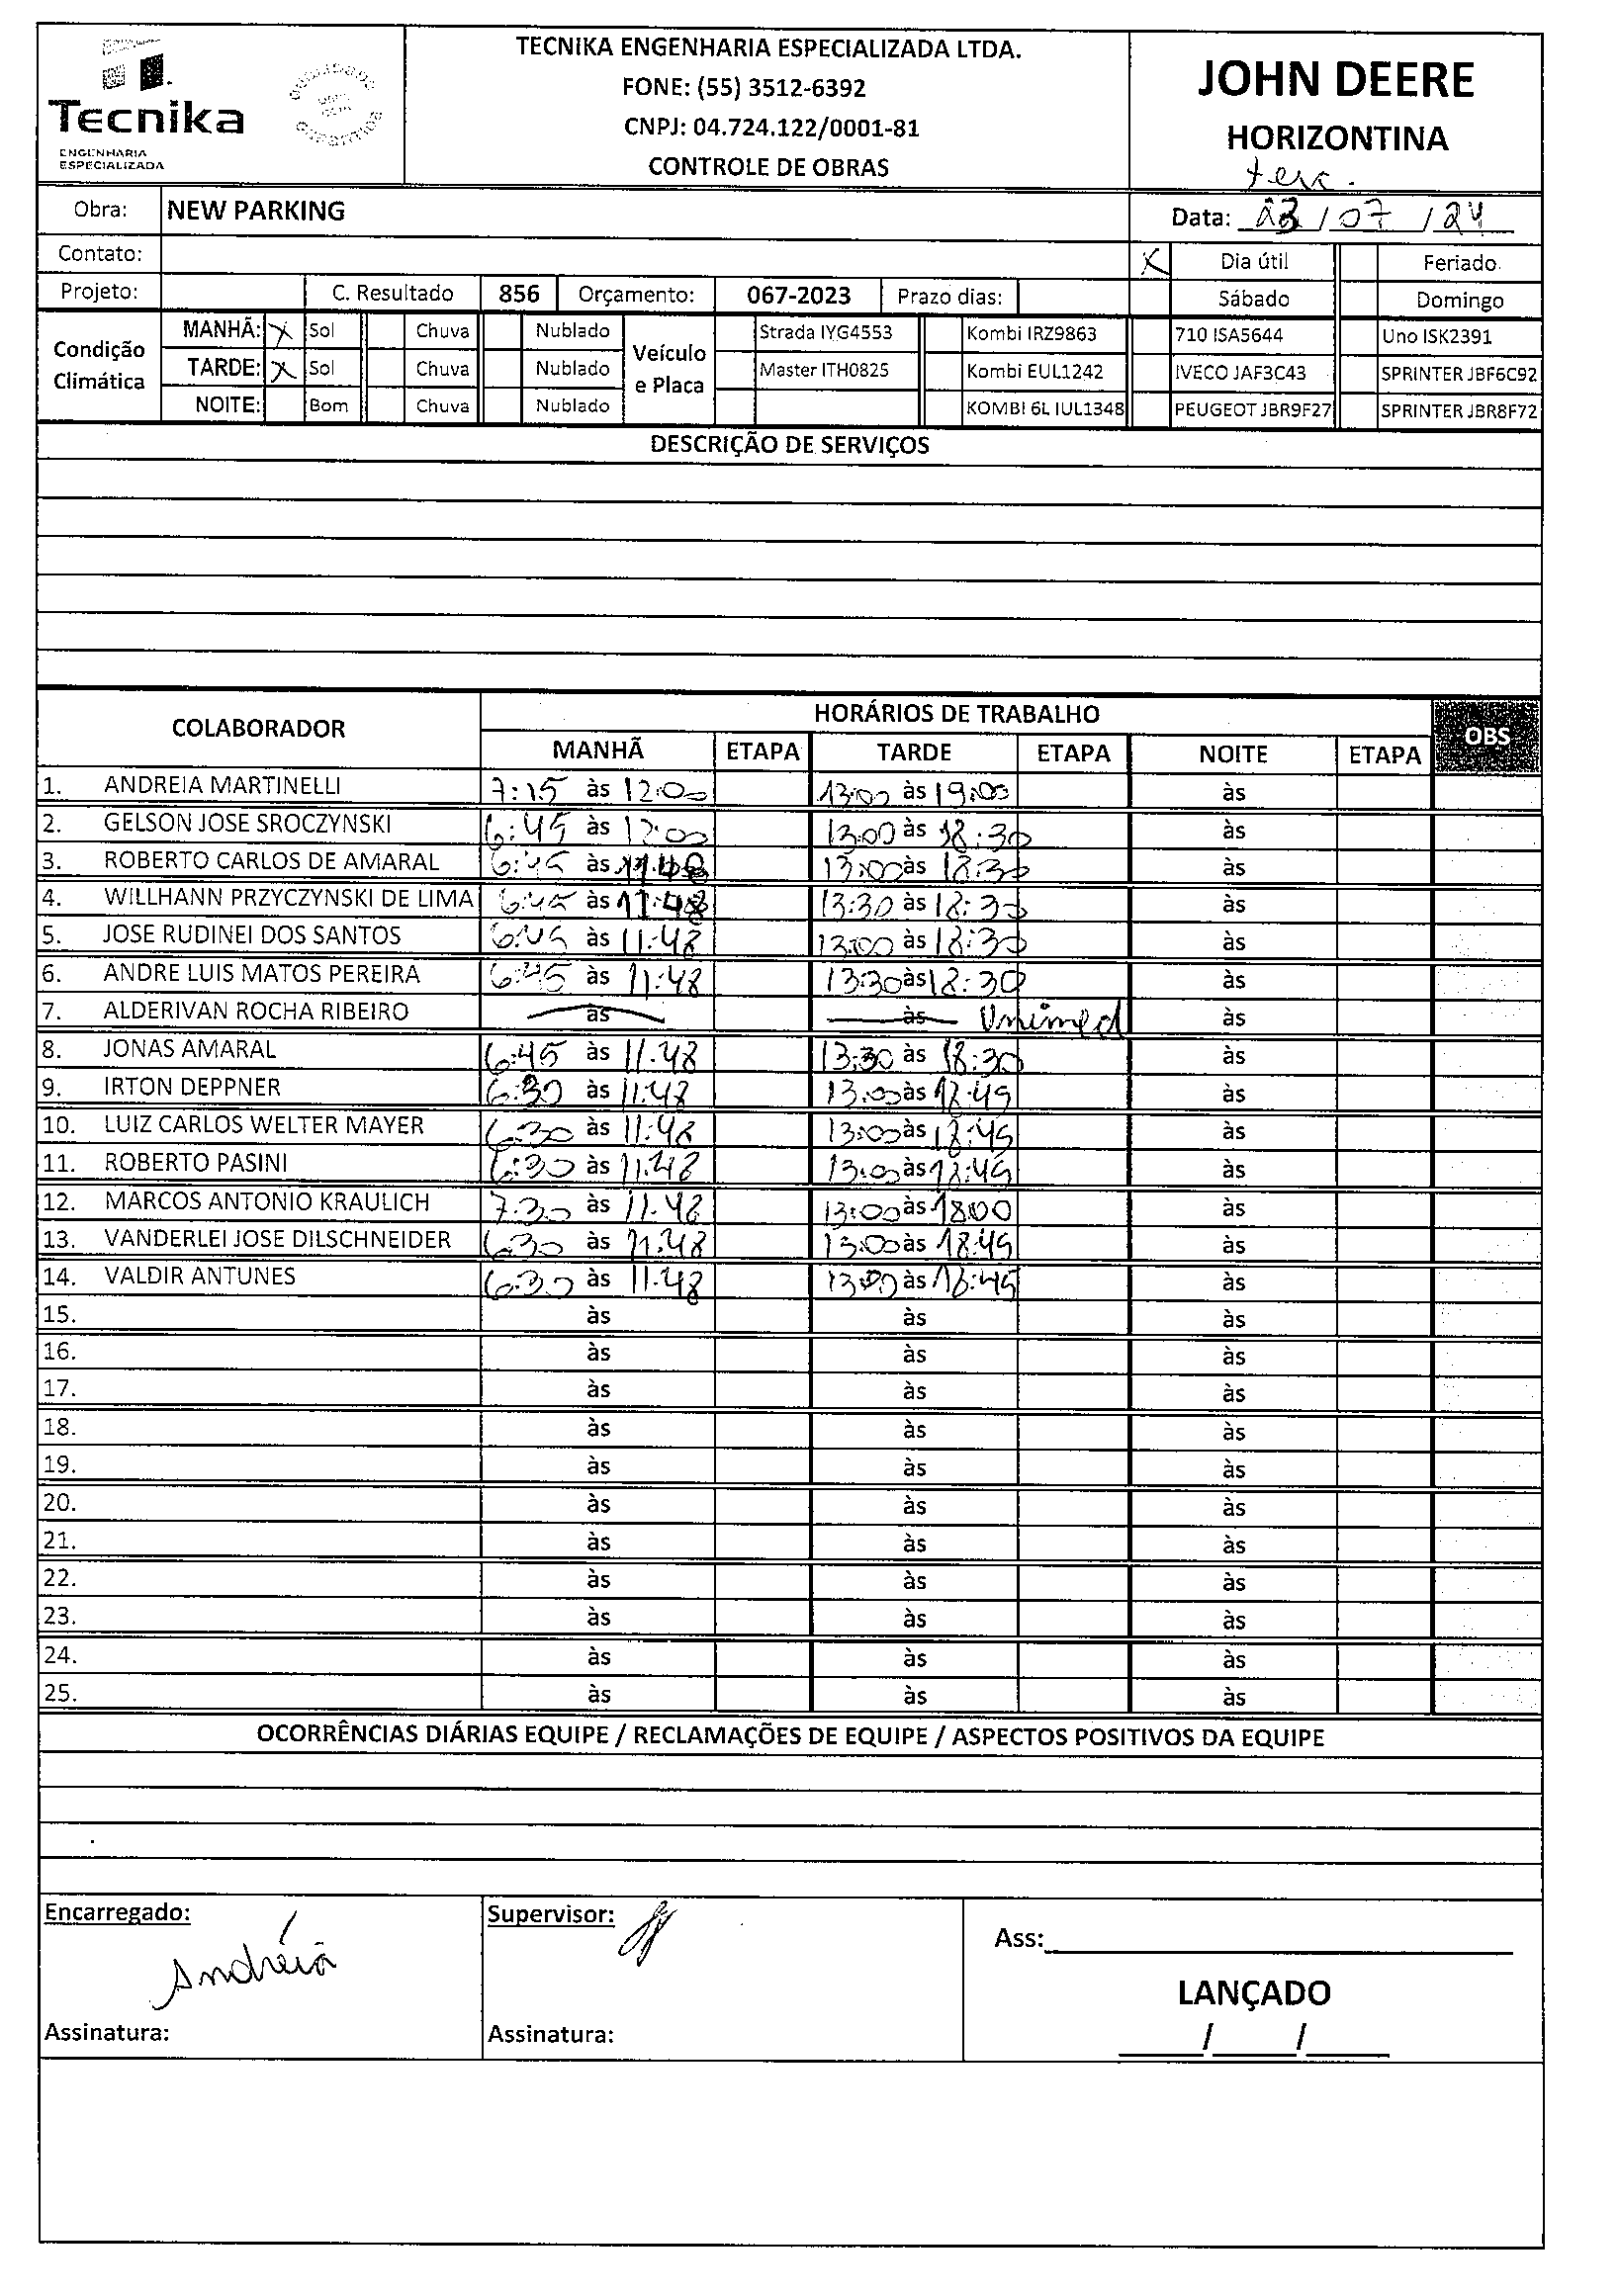 Tecnika
ENGENHARIA
ESPECIALIZADA
TECNIKA ENGENHARIA ESPECIALIZADA LTDA.
FONE: (55) 3512-6392
CNPJ: 04.724.122/0001-81
CONTROLE DE OBRAS
JOHN DEERE
HORIZONTINA
terc.
Obra: NEW PARKING
Data: 23/07/24
Contato:
X Dia útil Feriado
Projeto: C. Resultado 856 Orçamento: 067-2023 Prazo dias: Sábado Domingo
Condição Climática
MANHÃ: X Sol Chuva Nublado
TARDE: X Sol Chuva Nublado
NOITE: Bom Chuva Nublado
Veículo e Placa
Strada IYG4553 Kombi IRZ9863 710 ISA5644 Uno ISK2391
Master ITH0825 Kombi EUL1242 IVECO JAF3C43 SPRINTER JBF6C92
KOMBI 6L IUL1348 PEUGEOT JBR9F27 SPRINTER JBR8F72
DESCRIÇÃO DE SERVIÇOS
COLABORADOR HORÁRIOS DE TRABALHO OBS
MANHÃ ETAPA TARDE ETAPA NOITE ETAPA
1. ANDREIA MARTINELLI 7:15 às 12:00 13:00 às 19:00 às
2. GELSON JOSE SROCZYNSKI 6:45 às 12:00 13:00 às 18:30 às
3. ROBERTO CARLOS DE AMARAL 6:45 às 11:48 13:00 às 18:30 às
4. WILLHANN PRZYCZYNSKI DE LIMA 6:45 às 11:48 13:30 às 18:30 às
5. JOSE RUDINEI DOS SANTOS 6:45 às 11:48 13:00 às 18:30 às
6. ANDRE LUIS MATOS PEREIRA 6:45 às 11:48 13:30 às 18:30 às
7. ALDERIVAN ROCHA RIBEIRO às às Unimed às
8. JONAS AMARAL 6:45 às 11:48 13:30 às 18:30 às
9. IRTON DEPPNER 6:30 às 11:48 13:00 às 18:45 às
10. LUIZ CARLOS WELTER MAYER 6:30 às 11:48 13:00 às 18:45 às
11. ROBERTO PASINI 6:30 às 11:48 13:00 às 18:45 às
12. MARCOS ANTONIO KRAULICH 7:30 às 11:48 13:00 às 18:00 às
13. VANDERLEI JOSE DILSCHNEIDER 6:30 às 11:48 13:00 às 18:45 às
14. VALDIR ANTUNES 6:30 às 11:48 13:00 às 18:45 às
15. às às às
16. às às às
17. às às às
18. às às às
19. às às às
20. às às às
21. às às às
22. às às às
23. às às às
24. às às às
25. às às às
OCORRÊNCIAS DIÁRIAS EQUIPE / RECLAMAÇÕES DE EQUIPE / ASPECTOS POSITIVOS DA EQUIPE
Encarregado: Supervisor:
Andréia
Ass:
LANÇADO
Assinatura: Assinatura: / /